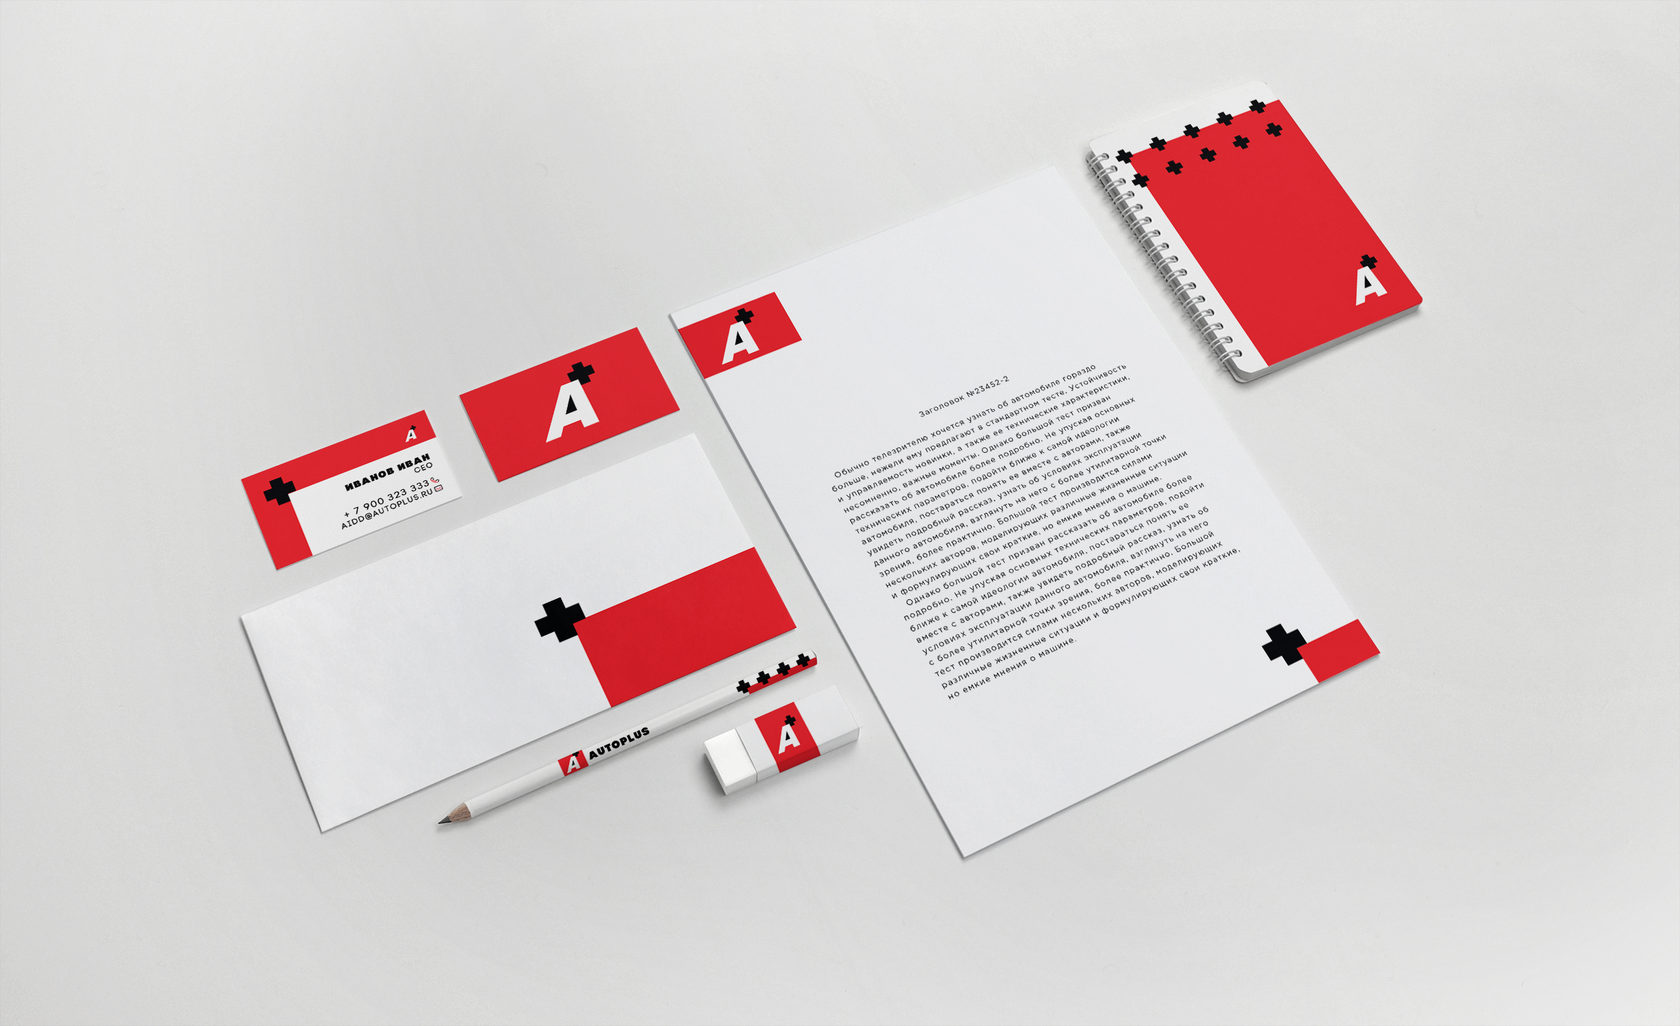 ИВАНОВ ИВАН
CEO
+ 7 900 323 333
AIDD@AUTOPLUS.RU
A
A
A
AUTOPLUS
A
A
Заголовок №23452-2
Обычно телезрителю хочется узнать об автомобиле гораздо
больше, нежели ему предлагают в стандартном тесте, устойчивость
и управляемость новинки, а также ее технические характеристики,
несомненно, важные моменты. Однако большой тест призван
рассказать об автомобиле более подробно. Не упуская основных
технических параметров, подойти ближе к самой идеологии
автомобиля, постараться понять ее вместе с авторами, также
увидеть подробный рассказ, узнать об условиях эксплуатации
данного автомобиля, взглянуть на него с более утилитарной точки
зрения, более практично. Большой тест производится силами
нескольких авторов, моделирующих различные жизненные ситуации
и формулирующих свои краткие, но емкие мнения о машине.
Однако большой тест призван рассказать об автомобиле более
подробно. Не упуская основных технических параметров, подойти
ближе к самой идеологии автомобиля, постараться понять ее
вместе с авторами, также увидеть подробный рассказ, узнать об
условиях эксплуатации данного автомобиля, взглянуть на него
с более утилитарной точки зрения, более практично. Большой
тест производится силами нескольких авторов, моделирующих
различные жизненные ситуации и формулирующих свои краткие,
но емкие мнения о машине.
A